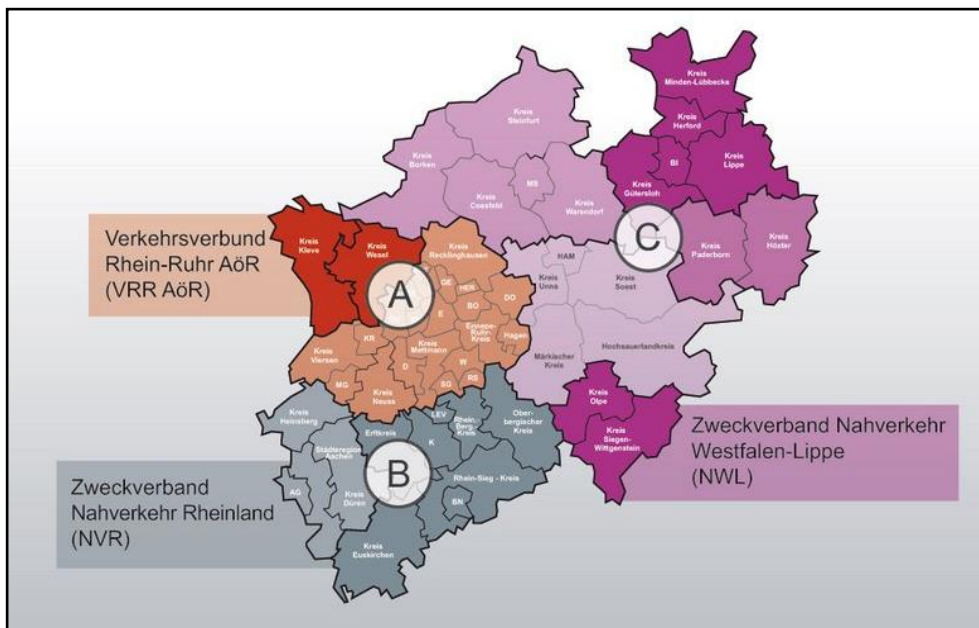 Kreis
Minden-Lübbecke
Kreis
Steinfurt
Kreis
Herford
Kreis
Borken
BI
Kreis
Lippe
MS
Kreis
Gütersloh
Kreis
Coesfeld
Kreis
Warendorf
Verkehrsverbund
Rhein-Ruhr AöR
(VRR AöR)
Kreis
Kleve
Kreis
Wesel
Kreis
Recklinghausen
C
Kreis
Paderborn
Kreis
Höxter
HAM
Kreis
Unna
Kreis
Soest
A
GE
HER
DO
BO
E
Ennepe-
Ruhr-
Kreis
Hagen
KR
Kreis
Mettmann
Kreis
Viersen
D
W
Märkischer
Kreis
Hochsauerlandkreis
MG
Kreis
Neuss
SG
RS
Kreis
Olpe
Kreis
Siegen-
Wittgenstein
Zweckverband Nahverkehr
Westfalen-Lippe
(NWL)
Kreis
Heinsberg
Erftkreis
LEV
Rhein.
Berg.
Kreis
Ober-
bergischer
Kreis
K
Städteregion
Aachen
B
Rhein-Sieg - Kreis
Zweckverband
Nahverkehr Rheinland
(NVR)
AG
Kreis
Düren
BN
Kreis
Euskirchen